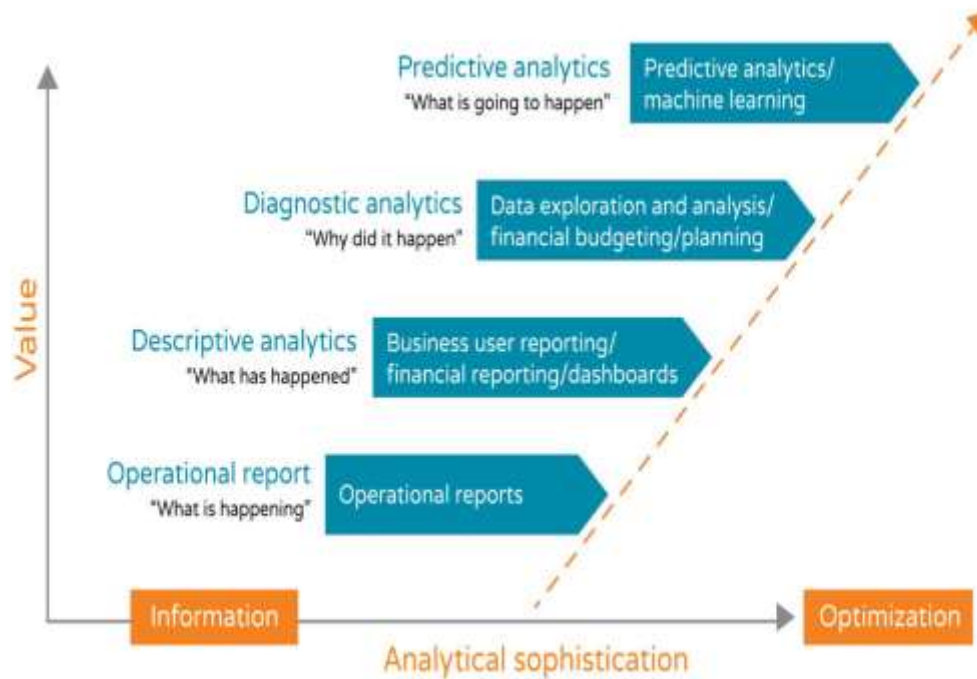 Predictive analytics
"What is going to happen"
Predictive analytics/
machine learning
Diagnostic analytics
"Why did it happen"
Data exploration and analysis/
financial budgeting/planning
Descriptive analytics
"What has happened"
Business user reporting/
financial reporting/dashboards
Operational report
"What is happening"
Operational reports
Value
Information
Optimization
Analytical sophistication